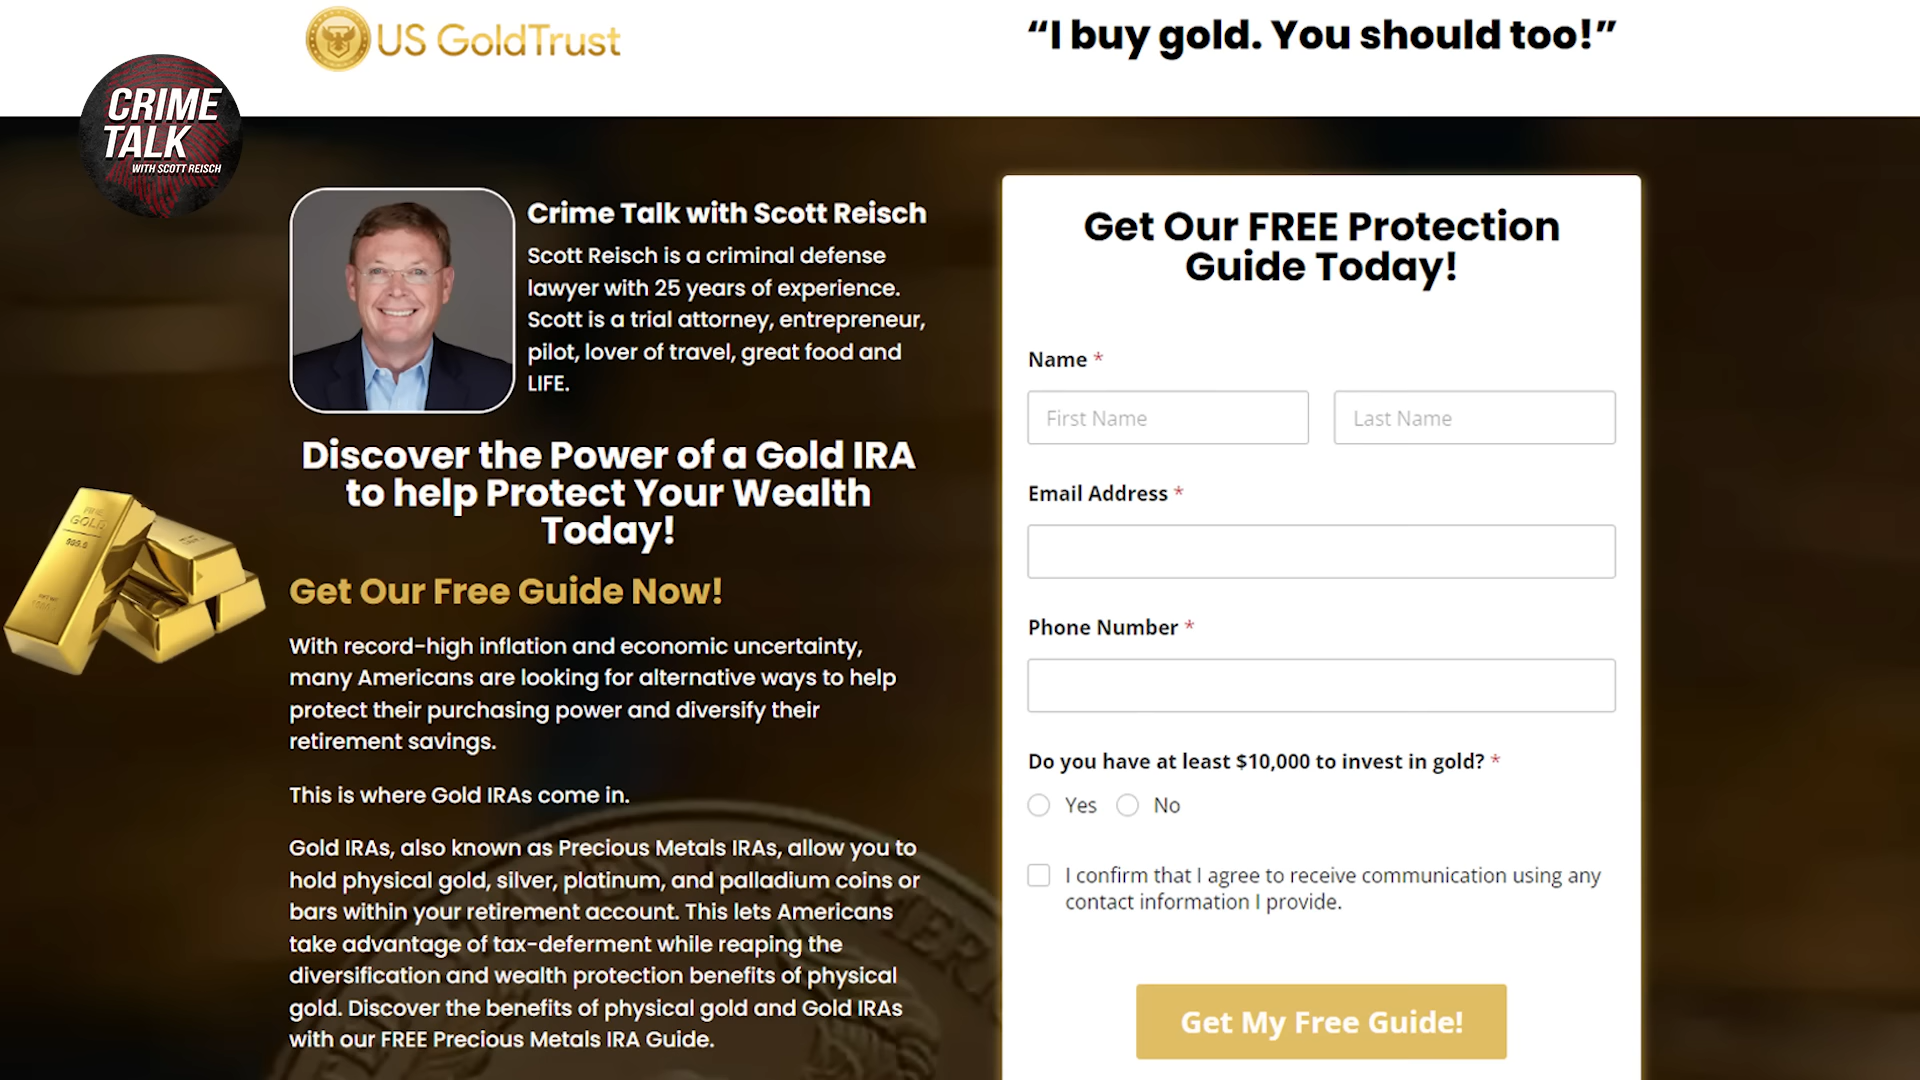 US GoldTrust
“I buy gold. You should too!”
CRIME
TALK
WITH SCOTT REISCH
Crime Talk with Scott Reisch
Scott Reisch is a criminal defense
lawyer with 25 years of experience.
Scott is a trial attorney, entrepreneur,
pilot, lover of travel, great food and
LIFE.
Discover the Power of a Gold IRA
to help Protect Your Wealth
Today!
FINE
GOLD
999.9
Get Our Free Guide Now!
With record-high inflation and economic uncertainty,
many Americans are looking for alternative ways to help
protect their purchasing power and diversify their
retirement savings.
This is where Gold IRAs come in.
Gold IRAs, also known as Precious Metals IRAs, allow you to
hold physical gold, silver, platinum, and palladium coins or
bars within your retirement account. This lets Americans
take advantage of tax-deferment while reaping the
diversification and wealth protection benefits of physical
gold. Discover the benefits of physical gold and Gold IRAs
with our FREE Precious Metals IRA Guide.
Get Our FREE Protection
Guide Today!
Name *
First Name
Last Name
Email Address *
Phone Number *
Do you have at least $10,000 to invest in gold? *
Yes No
I confirm that I agree to receive communication using any
contact information I provide.
Get My Free Guide!